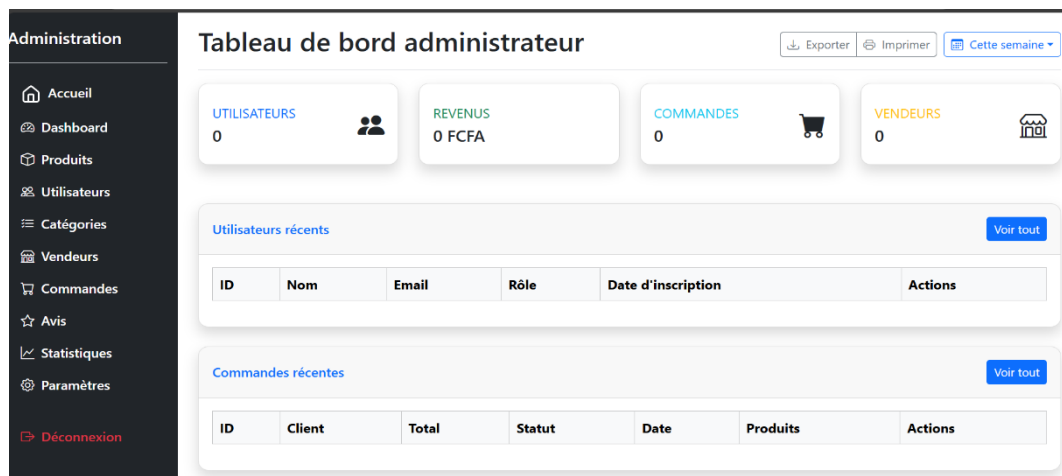 Administration
Accueil
Dashboard
Produits
Utilisateurs
Catégories
Vendeurs
Commandes
Avis
Statistiques
Paramètres
Déconnexion
Tableau de bord administrateur
Exporter Imprimer Cette semaine
UTILISATEURS
0
REVENUS
0 FCFA
COMMANDES
0
VENDEURS
0
Utilisateurs récents Voir tout
ID Nom Email Rôle Date d'inscription Actions
Commandes récentes Voir tout
ID Client Total Statut Date Produits Actions